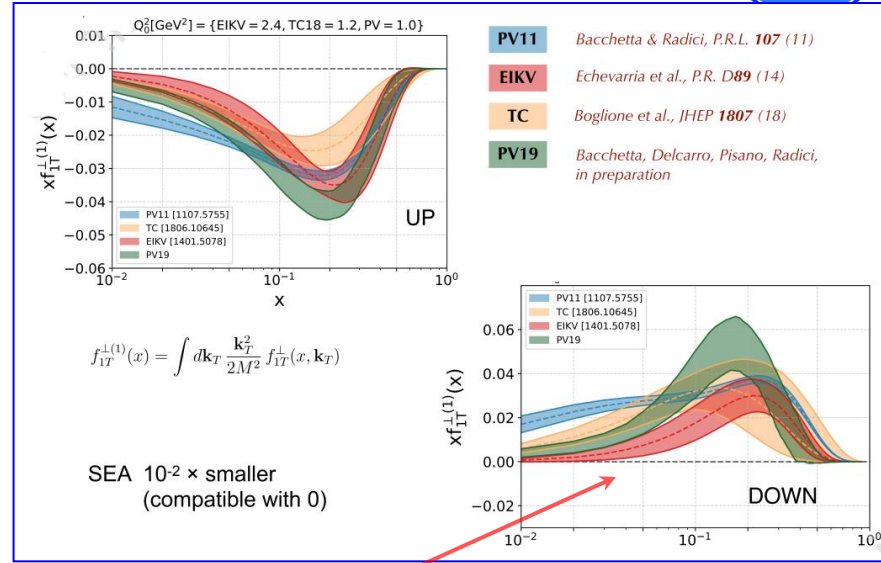 Q₀²[GeV²] = {EIKV = 2.4, TC18 = 1.2, PV = 1.0}
0.01
0.00
−0.01
−0.02
−0.03
−0.04
−0.05
−0.06
xf₁T^⊥(1)(x)
PV11 [1107.5755]
TC [1806.10645]
EIKV [1401.5078]
PV19
UP
10⁻² 10⁻¹ 10⁰
x
PV11 Bacchetta & Radici, P.R.L. 107 (11)
EIKV Echevarria et al., P.R. D89 (14)
TC Boglione et al., JHEP 1807 (18)
PV19 Bacchetta, Delcarro, Pisano, Radici,
in preparation
f₁T^⊥(1)(x) = ∫ dk_T k_T²/2M² f₁T^⊥(x, k_T)
SEA 10⁻² × smaller
(compatible with 0)
0.06
0.04
0.02
0.00
−0.02
xf₁T^⊥(1)(x)
PV11 [1107.5755]
TC [1806.10645]
EIKV [1401.5078]
PV19
DOWN
10⁻² 10⁻¹ 10⁰